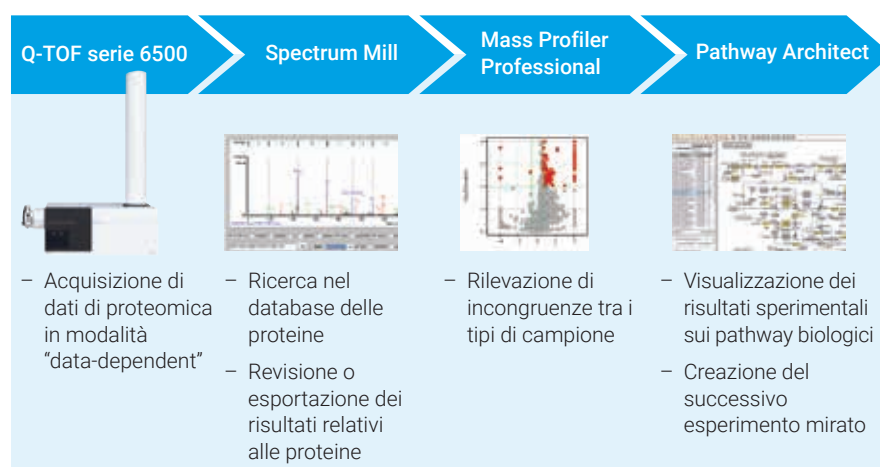 Q-TOF serie 6500
Spectrum Mill
Mass Profiler
Professional
Pathway Architect
– Acquisizione di
dati di proteomica
in modalità
“data-dependent”
– Ricerca nel
database delle
proteine
– Revisione o
esportazione dei
risultati relativi
alle proteine
– Rilevazione di
incongruenze tra i
tipi di campione
– Visualizzazione dei
risultati sperimentali
sui pathway biologici
– Creazione del
successivo
esperimento mirato